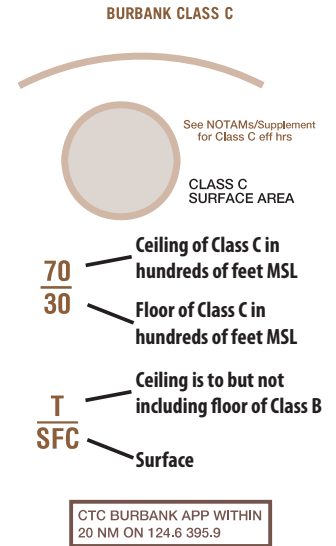 BURBANK CLASS C
See NOTAMs/Supplement
for Class C eff hrs
CLASS C
SURFACE AREA
70
30
Ceiling of Class C in
hundreds of feet MSL
Floor of Class C in
hundreds of feet MSL
T
SFC
Ceiling is to but not
including floor of Class B
Surface
CTC BURBANK APP WITHIN
20 NM ON 124.6 395.9